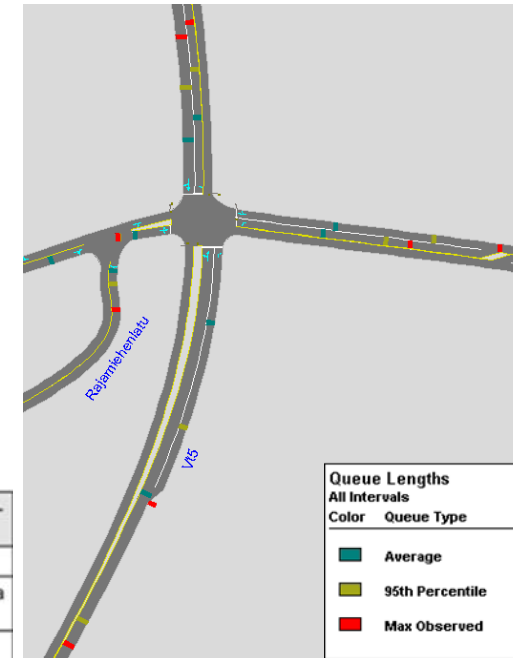 Rajamiehenlatu
Vt5
Queue Lengths
All Intervals
Color Queue Type
Average
95th Percentile
Max Observed